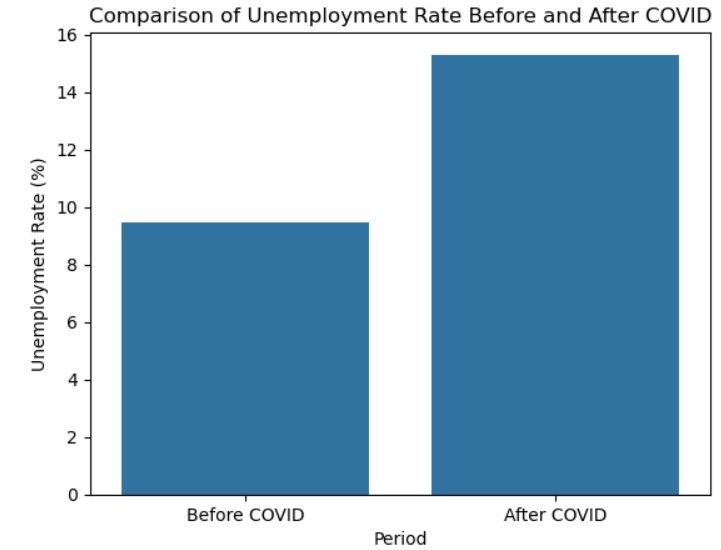 Comparison of Unemployment Rate Before and After COVID
16
14
12
10
8
6
4
2
0
Unemployment Rate (%)
Before COVID
After COVID
Period